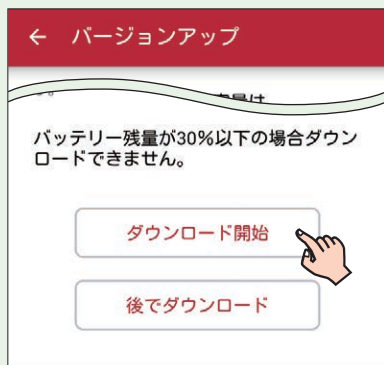 ← バージョンアップ
バッテリー残量が30%以下の場合ダウン
ロードできません。
ダウンロード開始
後でダウンロード